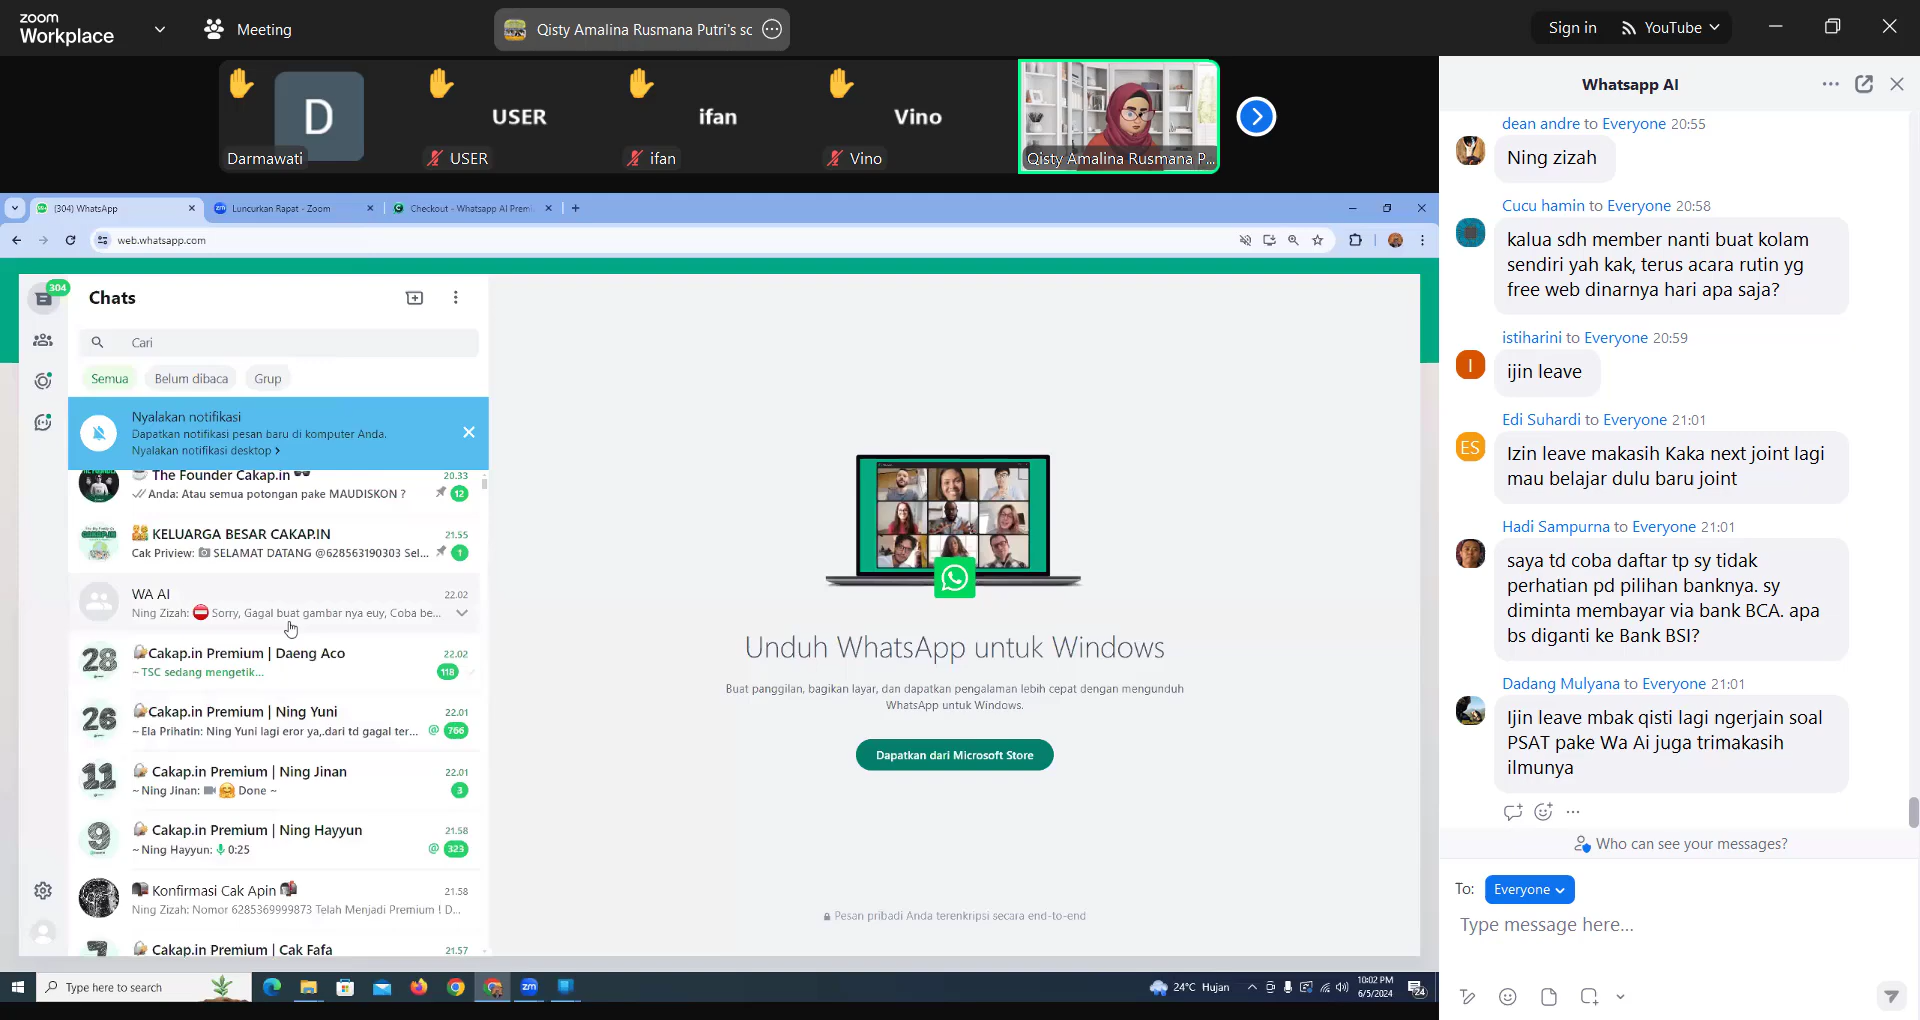 zoom
Workplace
Meeting
Qisty Amalina Rusmana Putri's sc
Sign in
YouTube
D
Darmawati
USER
USER
ifan
ifan
Vino
Vino
Qisty Amalina Rusmana P...
(304) WhatsApp
Luncurkan Rapat - Zoom
Checkout - Whatsapp AI Premi
web.whatsapp.com
304
Chats
Cari
Semua
Belum dibaca
Grup
Nyalakan notifikasi
Dapatkan notifikasi pesan baru di komputer Anda.
Nyalakan notifikasi desktop >
The Founder Cakap.in
20.33
Anda: Atau semua potongan pake MAUDISKON ?
12
KELUARGA BESAR CAKAP.IN
21.55
Cak Priview: SELAMAT DATANG @628563190303 Sel...
1
WA AI
22.02
Ning Zizah: Sorry, Gagal buat gambar nya euy, Coba be...
28
Cakap.in Premium | Daeng Aco
22.02
~ TSC sedang mengetik...
118
26
Cakap.in Premium | Ning Yuni
22.01
~ Ela Prihatin: Ning Yuni lagi eror ya,.dari td gagal ter...
@ 766
11
Cakap.in Premium | Ning Jinan
22.01
~ Ning Jinan: Done ~
3
9
Cakap.in Premium | Ning Hayyun
21.58
~ Ning Hayyun: 0:25
@ 323
Konfirmasi Cak Apin
21.58
Ning Zizah: Nomor 6285369999873 Telah Menjadi Premium ! D...
7
Cakap.in Premium | Cak Fafa
21.57
Unduh WhatsApp untuk Windows
Buat panggilan, bagikan layar, dan dapatkan pengalaman lebih cepat dengan mengunduh
WhatsApp untuk Windows.
Dapatkan dari Microsoft Store
Pesan pribadi Anda terenkripsi secara end-to-end
Type here to search
zm
24°C Hujan
10:02 PM
6/5/2024
24
Whatsapp AI
dean andre to Everyone 20:55
Ning zizah
Cucu hamin to Everyone 20:58
kalua sdh member nanti buat kolam
sendiri yah kak, terus acara rutin yg
free web dinarnya hari apa saja?
istiharini to Everyone 20:59
I
ijin leave
Edi Suhardi to Everyone 21:01
ES
Izin leave makasih Kaka next joint lagi
mau belajar dulu baru joint
Hadi Sampurna to Everyone 21:01
saya td coba daftar tp sy tidak
perhatian pd pilihan banknya. sy
diminta membayar via bank BCA. apa
bs diganti ke Bank BSI?
Dadang Mulyana to Everyone 21:01
Ijin leave mbak qisti lagi ngerjain soal
PSAT pake Wa Ai juga trimakasih
ilmunya
Who can see your messages?
To: Everyone
Type message here...